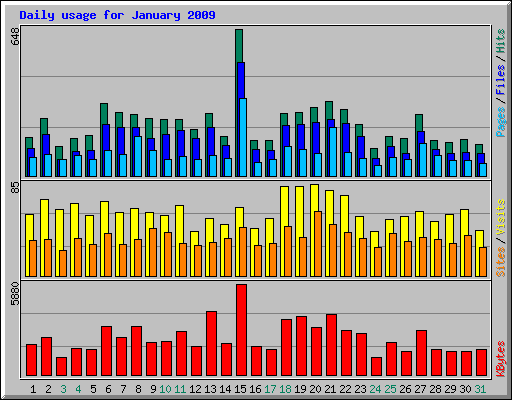 Daily usage for January 2009
648
Pages / Files / Hits
85
Sites / Visits
5880
KBytes
1 2 3 4 5 6 7 8 9 10 11 12 13 14 15 16 17 18 19 20 21 22 23 24 25 26 27 28 29 30 31